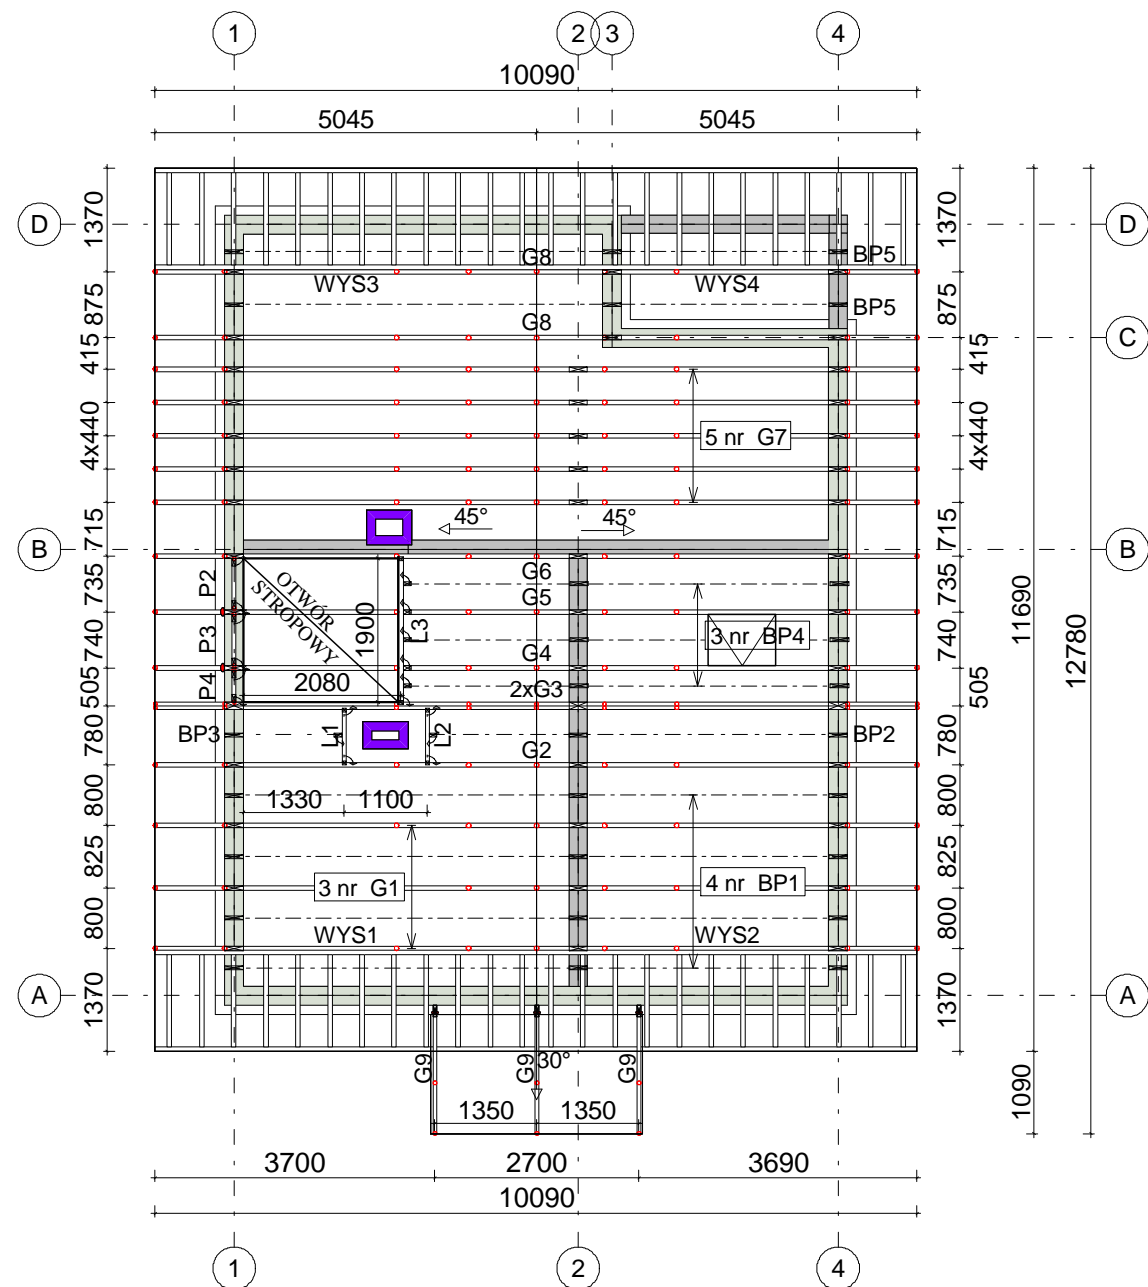 1
2
3
4
10090
5045
5045
1370
1370
D
D
G8
BP5
WYS3
WYS4
875
875
11690
12780
G8
BP5
C
415
415
4x440
4x440
5 nr G7
45°
45°
715
715
B
B
G6
735
735
P2
OTWÓR
STROPOWY
G5
1900
L3
3 nr BP4
740
P3
G4
740
740
2080
2xG3
505
P4
505
BP3
L1
L2
BP2
780
780
G2
1330
1100
800
800
825
825
3 nr G1
4 nr BP1
800
800
WYS1
WYS2
A
A
1370
1370
G9
G9
30°
G9
1090
1350
1350
3700
2700
3690
10090
1
2
4